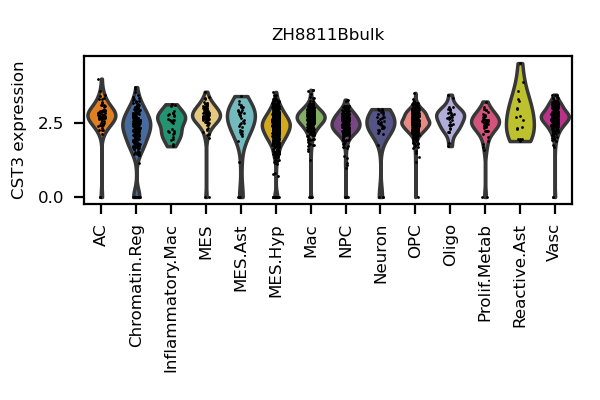 ZH8811Bbulk
CST3 expression
2.5
0.0
AC
Chromatin.Reg
Inflammatory.Mac
MES
MES.Ast
MES.Hyp
Mac
NPC
Neuron
OPC
Oligo
Prolif.Metab
Reactive.Ast
Vasc